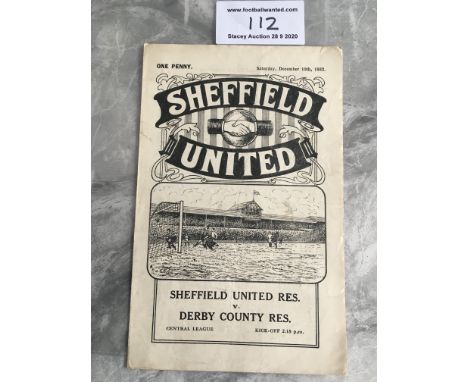 www.footballwanted.com
112
Stacey Auction 28 9 2020
ONE PENNY.
Saturday, December 10th, 1932.
SHEFFIELD
UNITED
SHEFFIELD UNITED RES.
v.
DERBY COUNTY RES.
CENTRAL LEAGUE
KICK-OFF 2.15 p.m.